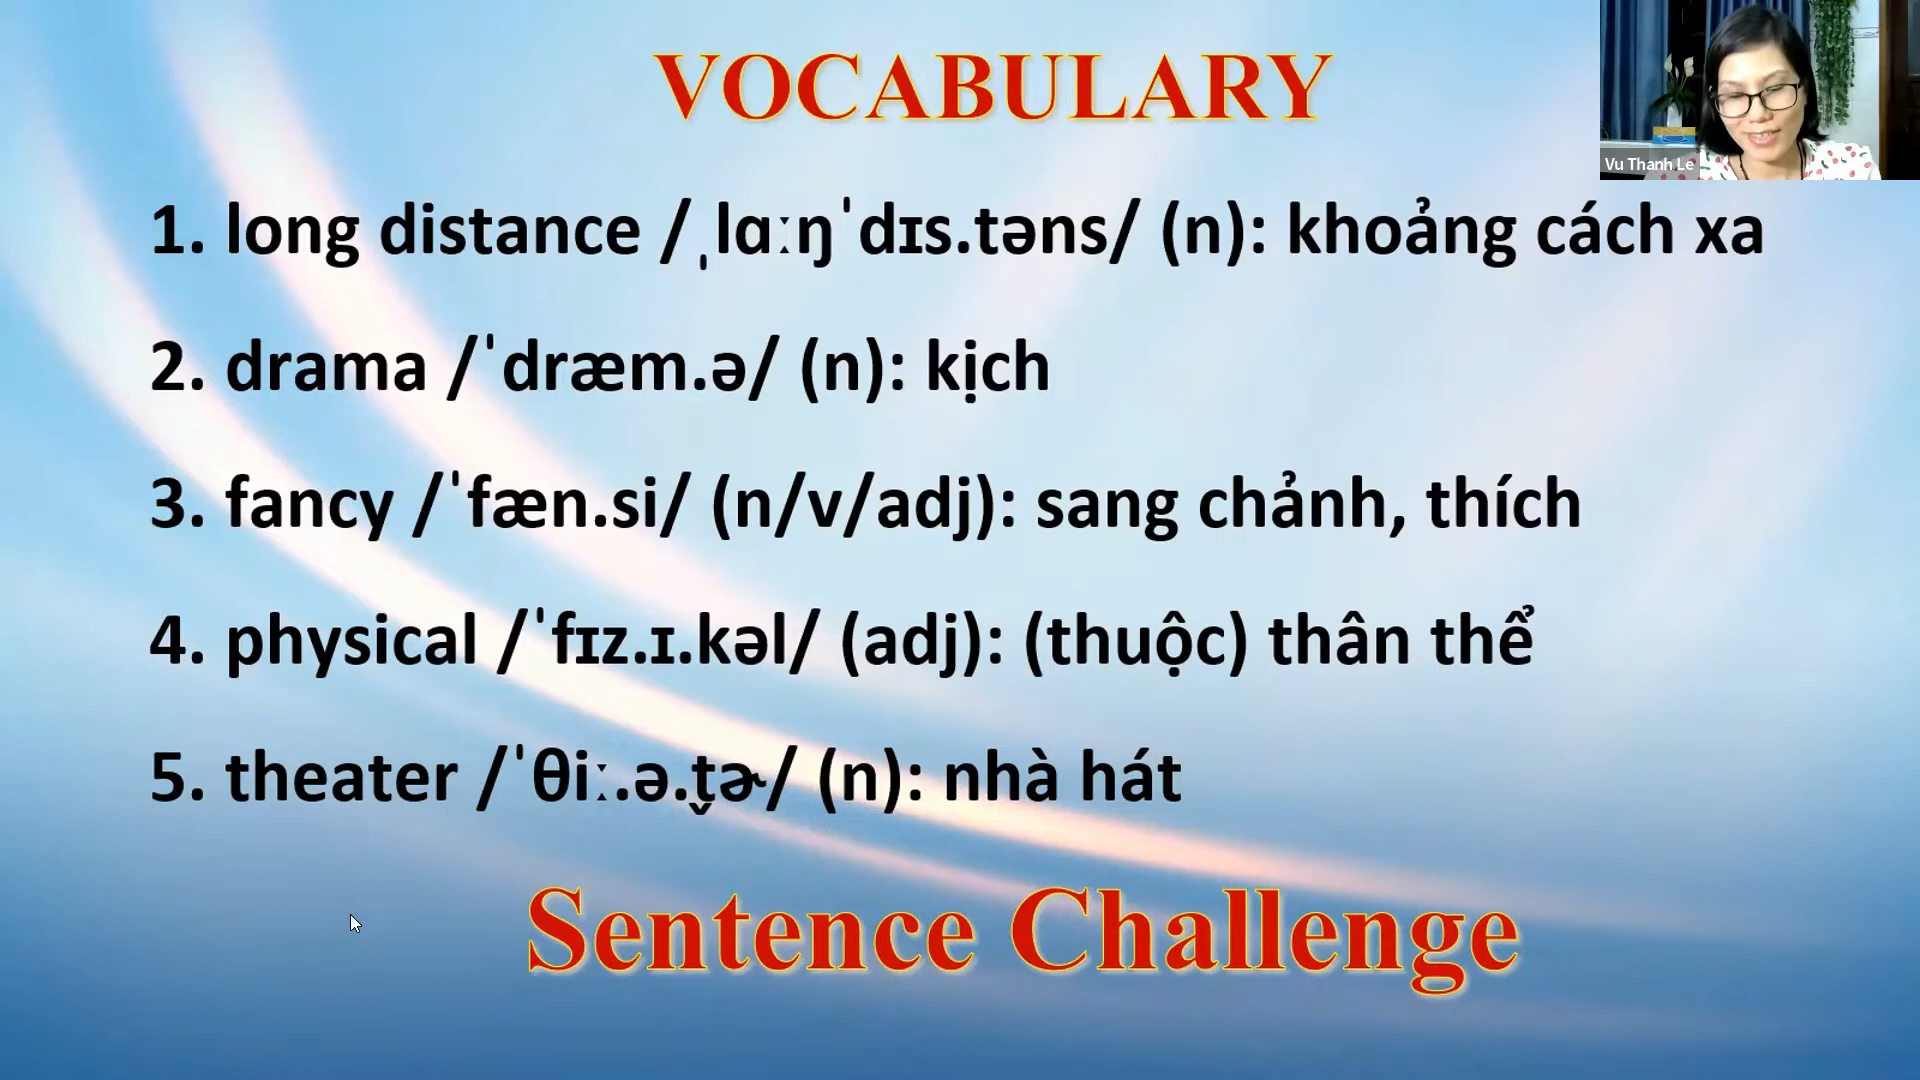 VOCABULARY
Vu Thanh Le
1. long distance /ˌlɑːŋˈdɪs.təns/ (n): khoảng cách xa
2. drama /ˈdræm.ə/ (n): kịch
3. fancy /ˈfæn.si/ (n/v/adj): sang chảnh, thích
4. physical /ˈfɪz.ɪ.kəl/ (adj): (thuộc) thân thể
5. theater /ˈθiː.ə.t̬ɚ/ (n): nhà hát
Sentence Challenge